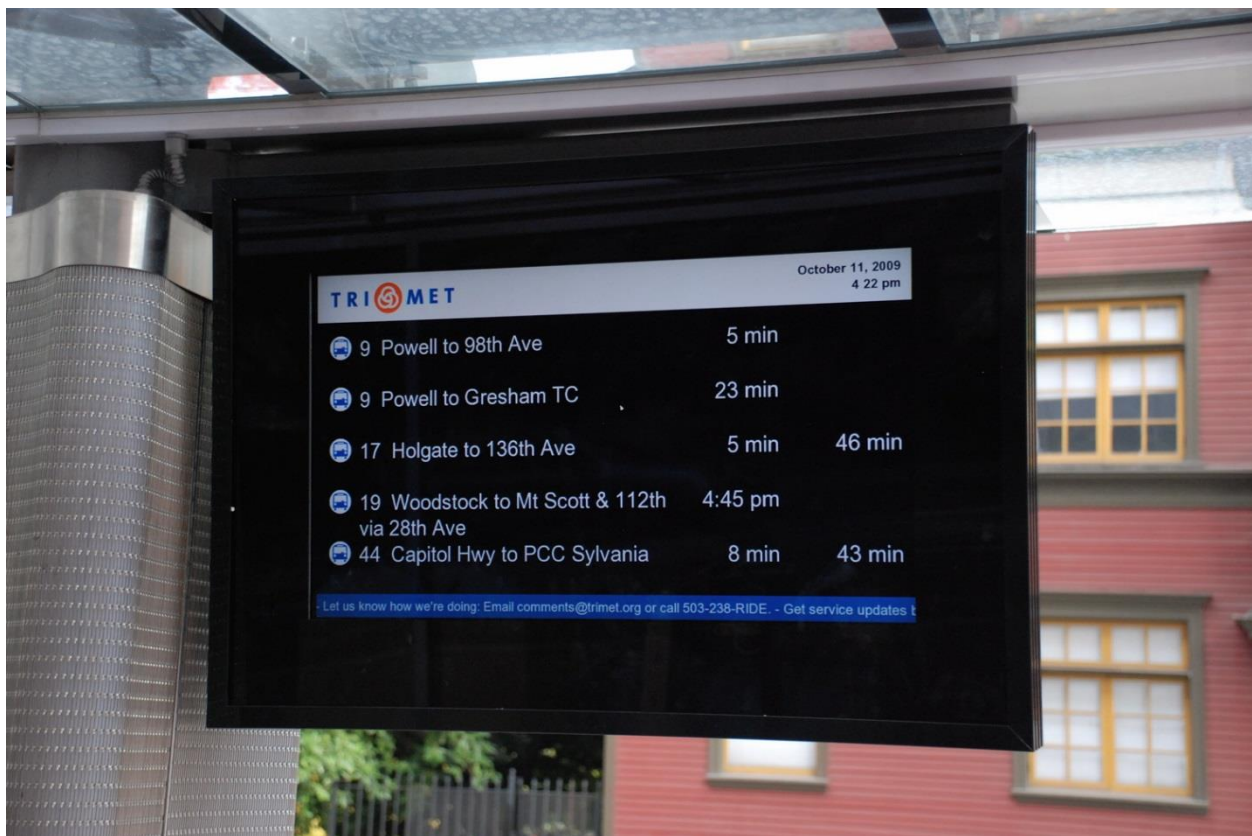 TRI MET
October 11, 2009
4 22 pm
9 Powell to 98th Ave 5 min
9 Powell to Gresham TC 23 min
17 Holgate to 136th Ave 5 min 46 min
19 Woodstock to Mt Scott & 112th 4:45 pm
via 28th Ave
44 Capitol Hwy to PCC Sylvania 8 min 43 min
- Let us know how we're doing: Email comments@trimet.org or call 503-238-RIDE. - Get service updates b